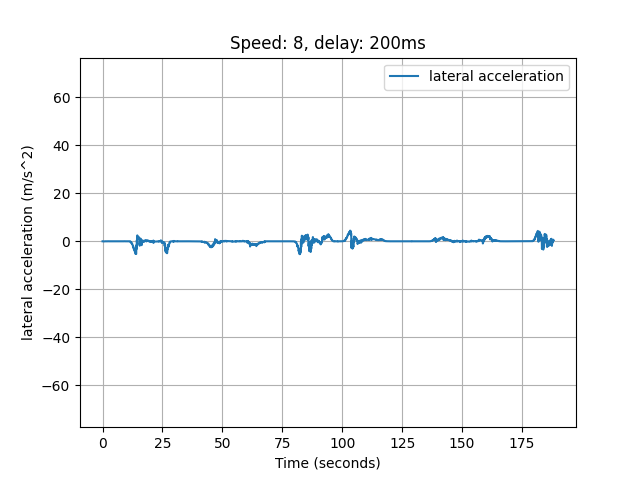 Speed: 8, delay: 200ms
lateral acceleration
60
40
20
0
−20
−40
−60
lateral acceleration (m/s^2)
0 25 50 75 100 125 150 175
Time (seconds)